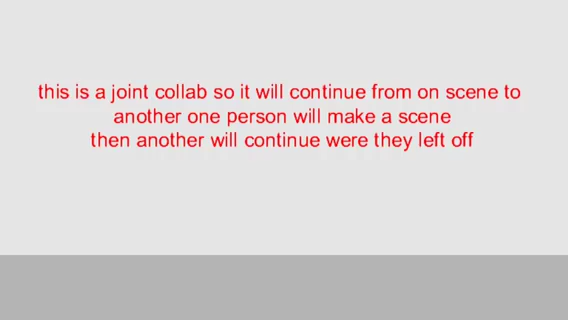 this is a joint collab so it will continue from on scene to
another one person will make a scene
then another will continue were they left off